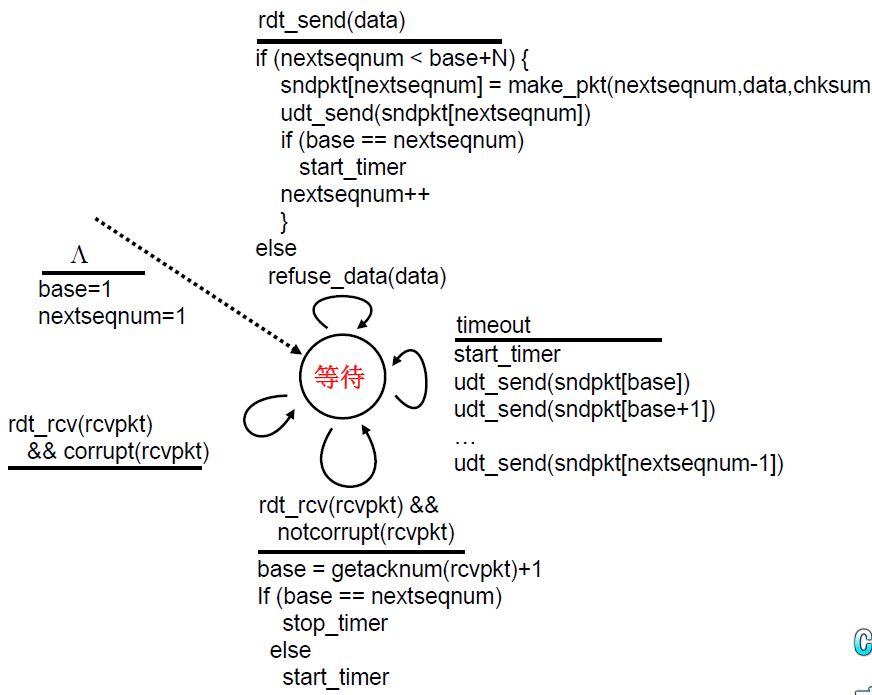 rdt_send(data)
if (nextseqnum < base+N) {
sndpkt[nextseqnum] = make_pkt(nextseqnum,data,chksum
udt_send(sndpkt[nextseqnum])
if (base == nextseqnum)
start_timer
nextseqnum++
}
else
refuse_data(data)
Λ
base=1
nextseqnum=1
等待
timeout
start_timer
udt_send(sndpkt[base])
udt_send(sndpkt[base+1])
…
udt_send(sndpkt[nextseqnum-1])
rdt_rcv(rcvpkt)
&& corrupt(rcvpkt)
rdt_rcv(rcvpkt) &&
notcorrupt(rcvpkt)
base = getacknum(rcvpkt)+1
If (base == nextseqnum)
stop_timer
else
start_timer
C